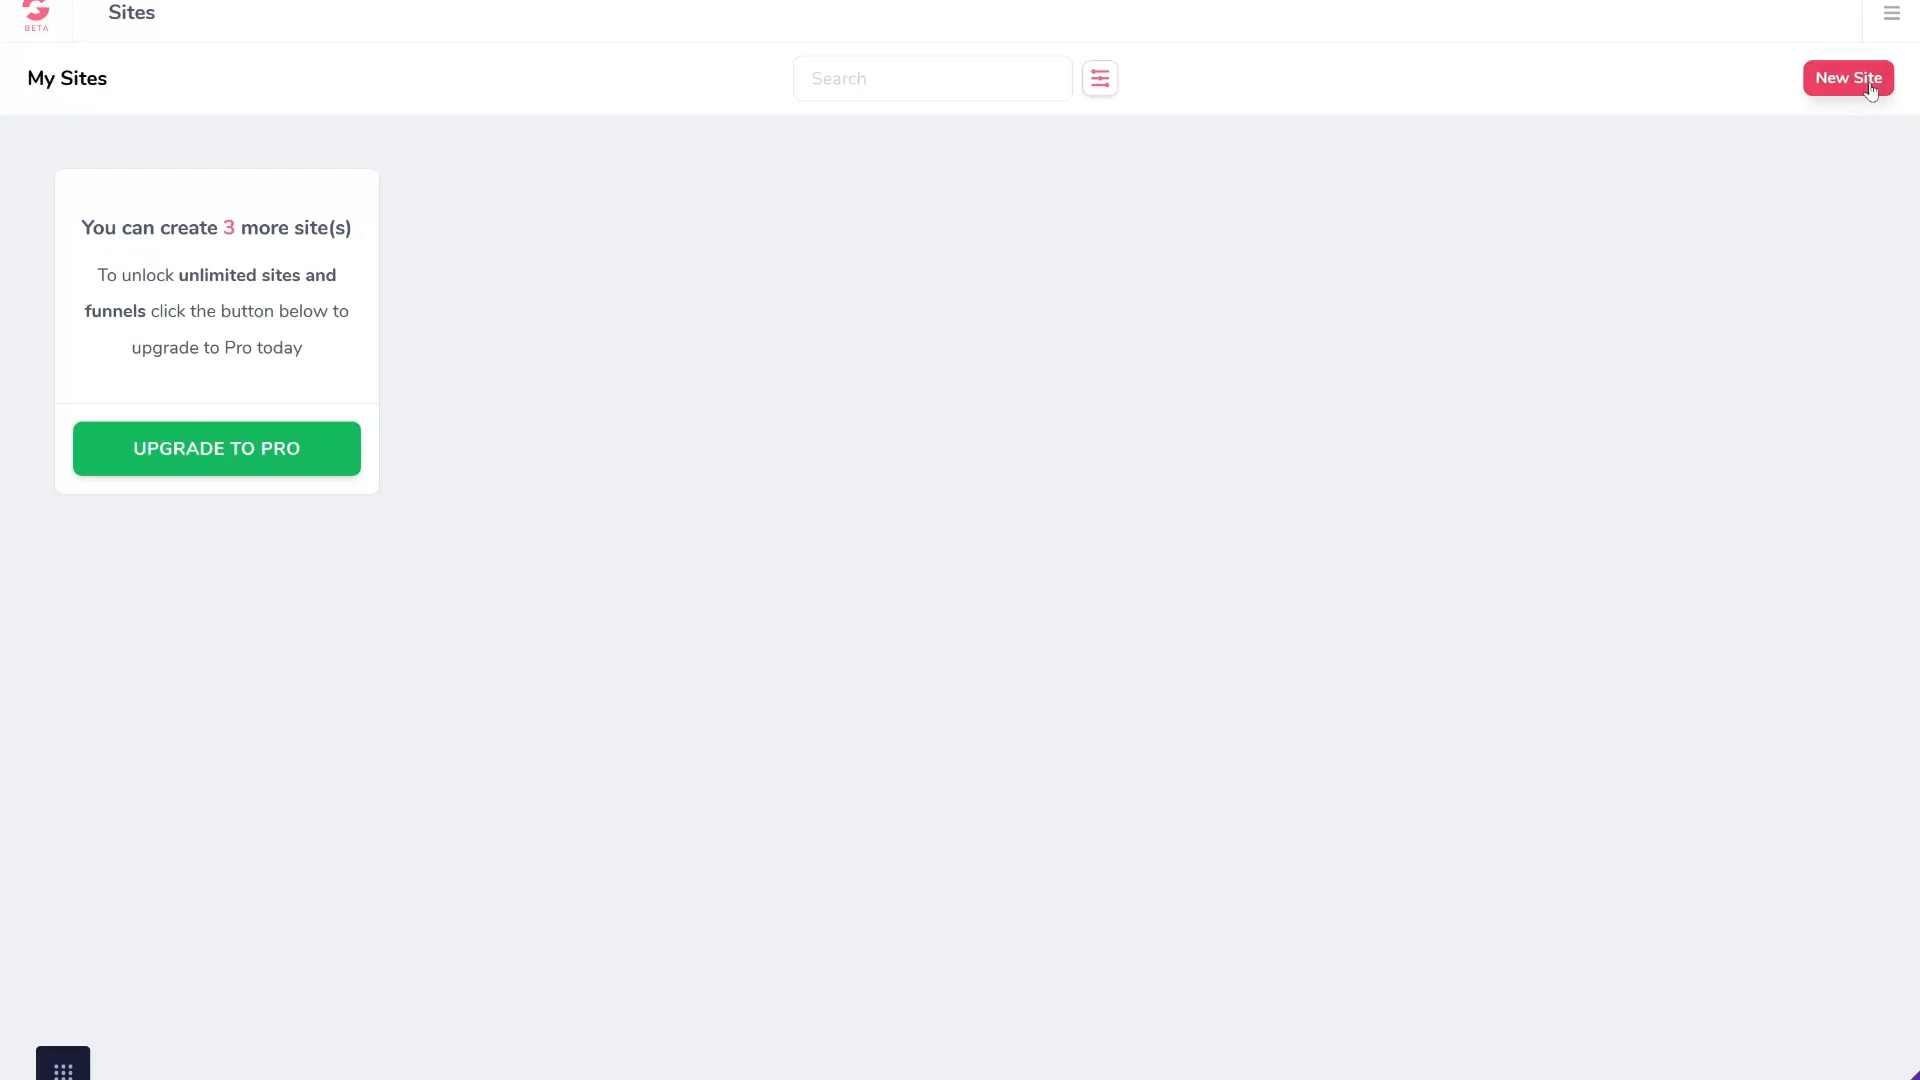 BETA
Sites
My Sites
Search
New Site
You can create 3 more site(s)
To unlock unlimited sites and
funnels click the button below to
upgrade to Pro today
UPGRADE TO PRO